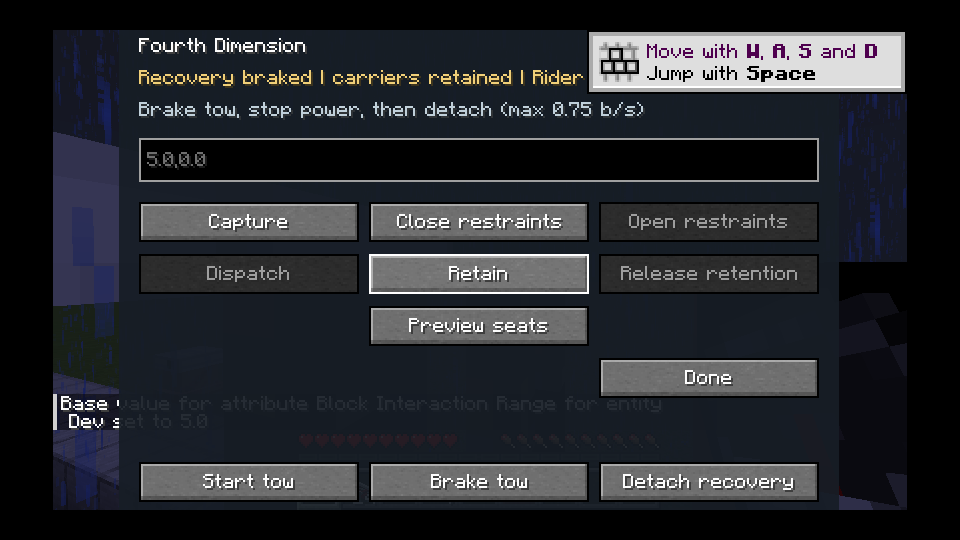 Fourth Dimension
Recovery braked | carriers retained | Rider
Move with W, A, S and D
Jump with Space
Brake tow, stop power, then detach (max 0.75 b/s)
5.0,0.0
Capture
Close restraints
Open restraints
Dispatch
Retain
Release retention
Preview seats
Done
Base value for attribute Block Interaction Range for entity
Dev set to 5.0
Start tow
Brake tow
Detach recovery